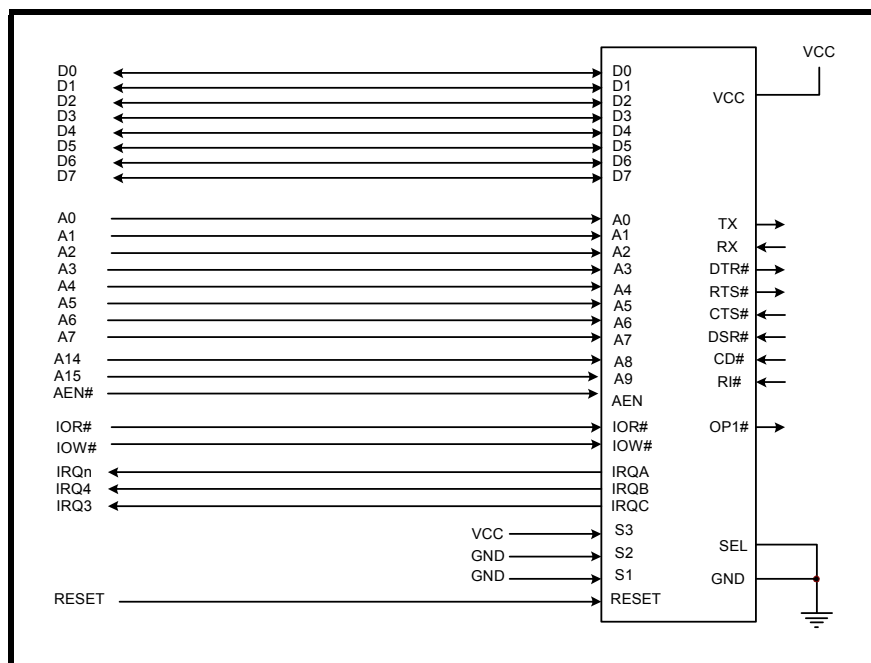 D0
D1
D2
D3
D4
D5
D6
D7
A0
A1
A2
A3
A4
A5
A6
A7
A14
A15
AEN#
IOR#
IOW#
IRQn
IRQ4
IRQ3
VCC
GND
GND
RESET
D0
D1
D2
D3
D4
D5
D6
D7
A0
A1
A2
A3
A4
A5
A6
A7
A8
A9
AEN
IOR#
IOW#
IRQA
IRQB
IRQC
S3
S2
S1
RESET
VCC
TX
RX
DTR#
RTS#
CTS#
DSR#
CD#
RI#
OP1#
SEL
GND
VCC